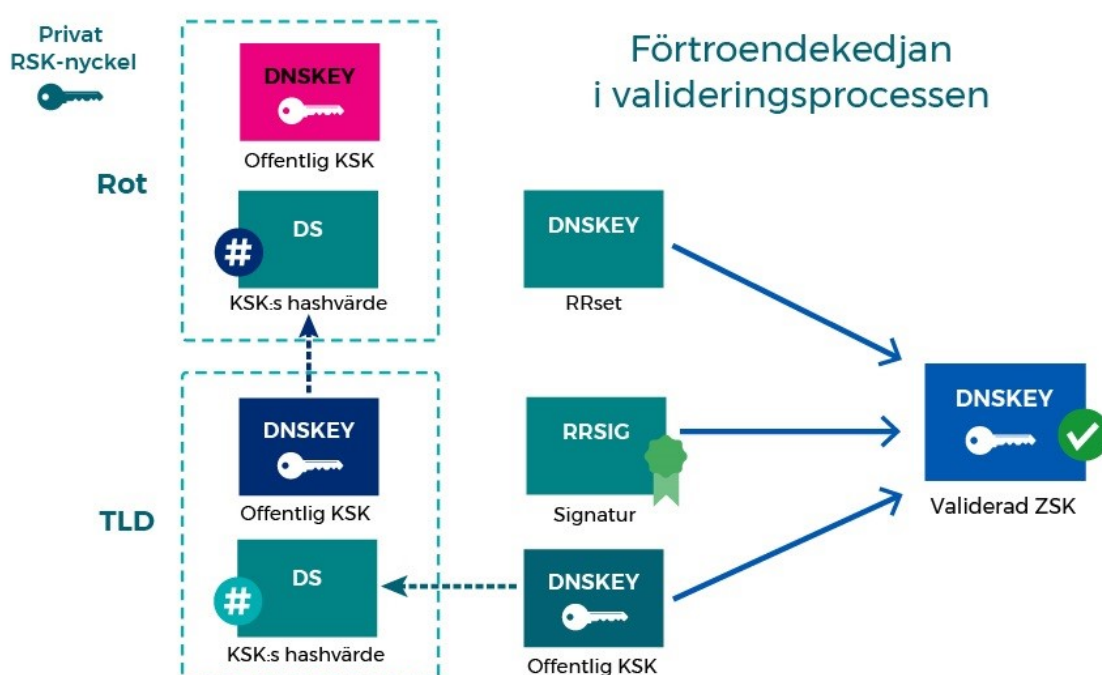 Privat
RSK-nyckel
Förtroendekedjan
i valideringsprocessen
DNSKEY
Offentlig KSK
Rot
DS
#
KSK:s hashvärde
DNSKEY
RRset
DNSKEY
Offentlig KSK
TLD
DS
#
KSK:s hashvärde
RRSIG
Signatur
DNSKEY
Offentlig KSK
DNSKEY
Validerad ZSK